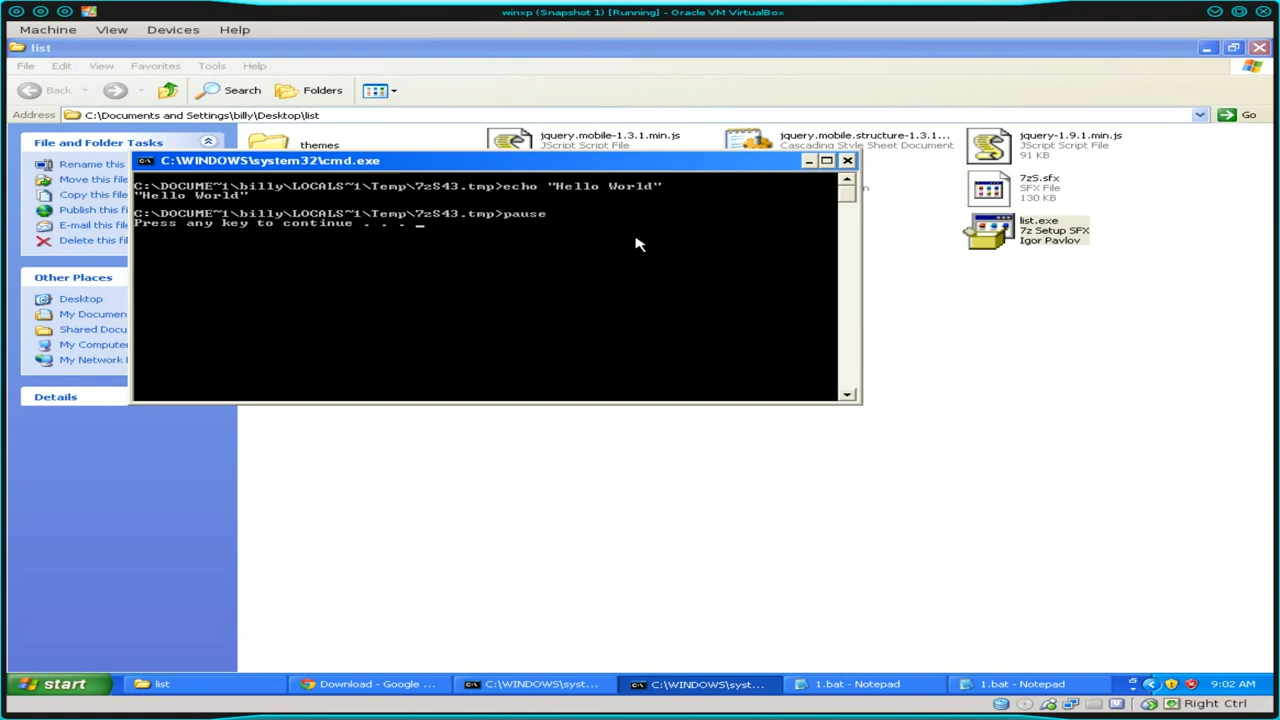 winxp (Snapshot 1) [Running] - Oracle VM VirtualBox
Machine View Devices Help
list
File Edit View Favorites Tools Help
Back Search Folders
Address C:\Documents and Settings\billy\Desktop\list Go
File and Folder Tasks
Rename this
Move this file
Copy this file
Publish this fi
E-mail this file
Delete this file
Other Places
Desktop
My Documen
Shared Docu
My Compute
My Network
Details
themes
jquery.mobile-1.3.1.min.js
JScript Script File
jquery.mobile.structure-1.3.1...
Cascading Style Sheet Document
jquery-1.9.1.min.js
JScript Script File
91 KB
7zS.sfx
SFX File
130 KB
list.exe
7z Setup SFX
Igor Pavlov
C:\WINDOWS\system32\cmd.exe
C:\DOCUME~1\billy\LOCALS~1\Temp\7zS43.tmp>echo "Hello World"
"Hello World"
C:\DOCUME~1\billy\LOCALS~1\Temp\7zS43.tmp>pause
Press any key to continue . . . _
start list Download - Google ... C:\WINDOWS\syst... C:\WINDOWS\syst... 1.bat - Notepad 1.bat - Notepad 9:02 AM
Right Ctrl